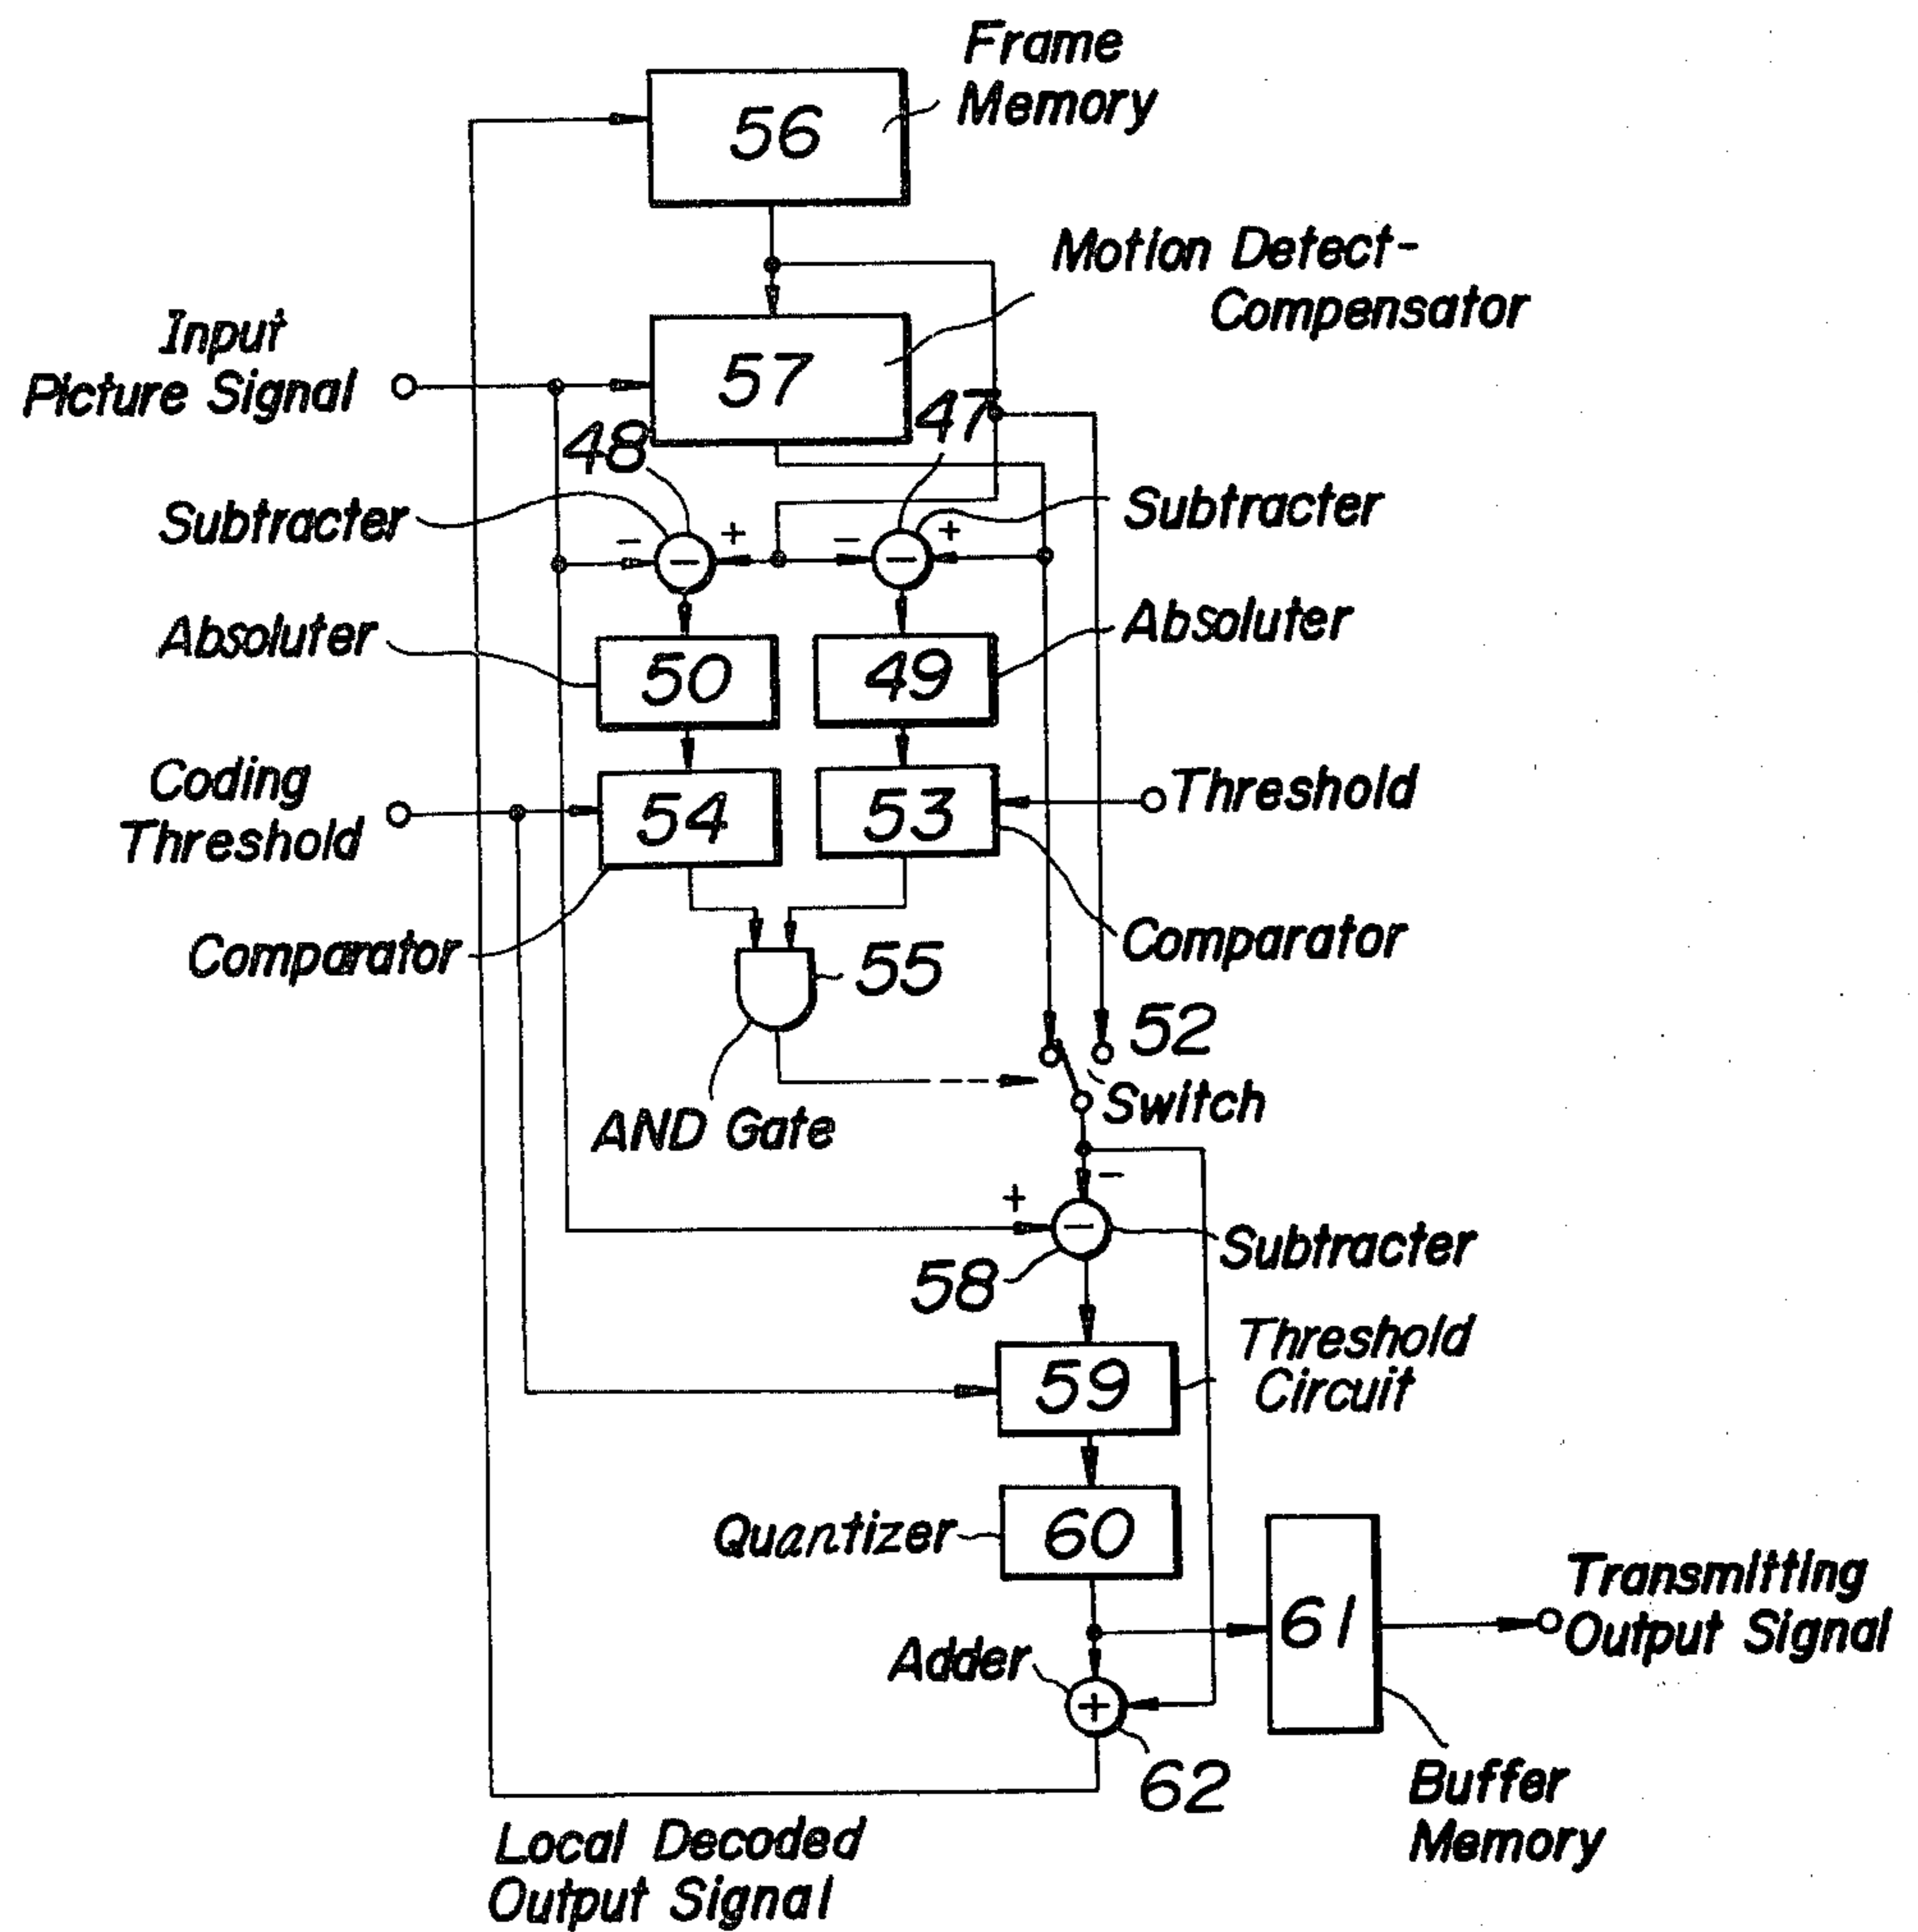 Frame
Memory
56
Motion Detect-
Compensator
Input
Picture Signal
57
47
48
Subtracter
- +
- +
Subtracter
Absoluter
50
49
Absoluter
Coding
Threshold
54
53
Threshold
Comparator
55
Comparator
52
Switch
AND Gate
+ -
Subtracter
58
Threshold
Circuit
59
Quantizer
60
61
Transmitting
Output Signal
Adder
+
62
Buffer
Memory
Local Decoded
Output Signal